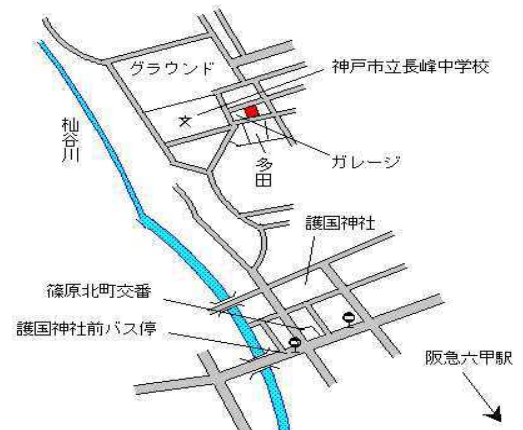 グラウンド
神戸市立長峰中学校
文
杣谷川
多田
ガレージ
護国神社
篠原北町交番
護国神社前バス停
阪急六甲駅